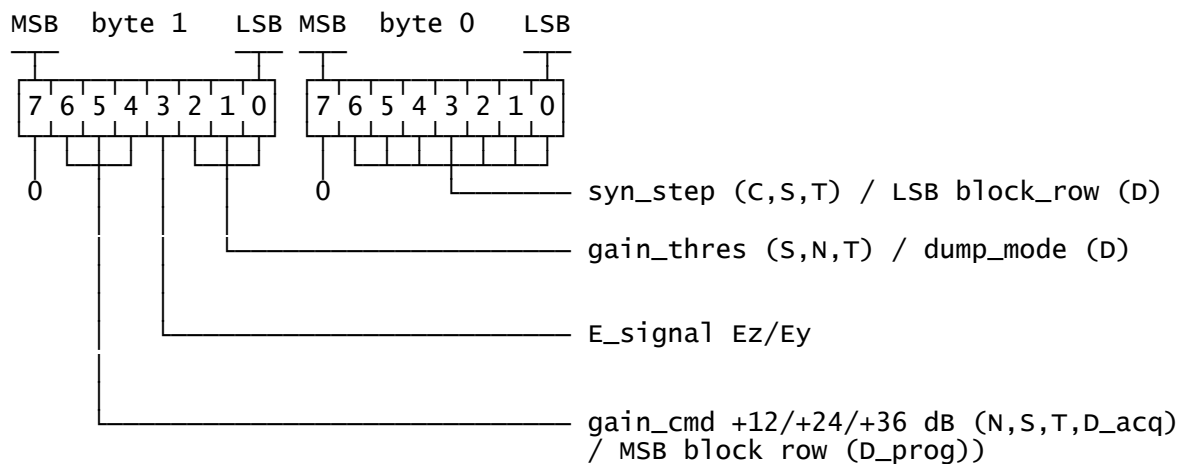 MSB byte 1 LSB MSB byte 0 LSB
7 6 5 4 3 2 1 0 7 6 5 4 3 2 1 0
0 0
syn_step (C,S,T) / LSB block_row (D)
gain_thres (S,N,T) / dump_mode (D)
E_signal Ez/Ey
gain_cmd +12/+24/+36 dB (N,S,T,D_acq)
/ MSB block row (D_prog))